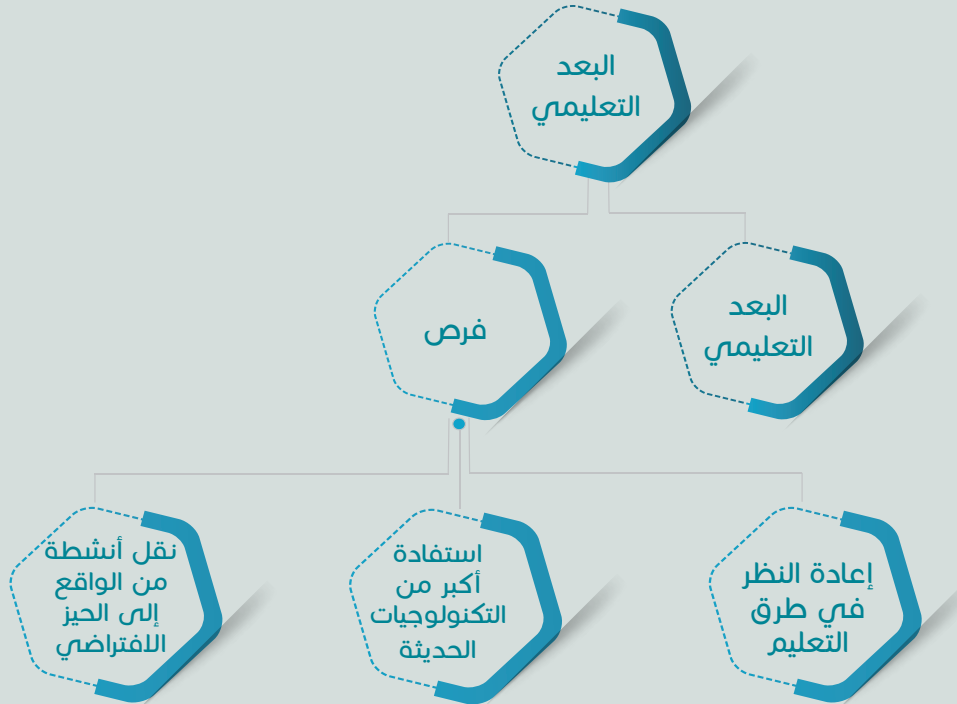 البعد
التعليمي
البعد
التعليمي
فرص
إعادة النظر
في طرق
التعليم
استفادة
أكبر من
التكنولوجيات
الحديثة
نقل أنشطة
من الواقع
إلى الحيز
الافتراضي